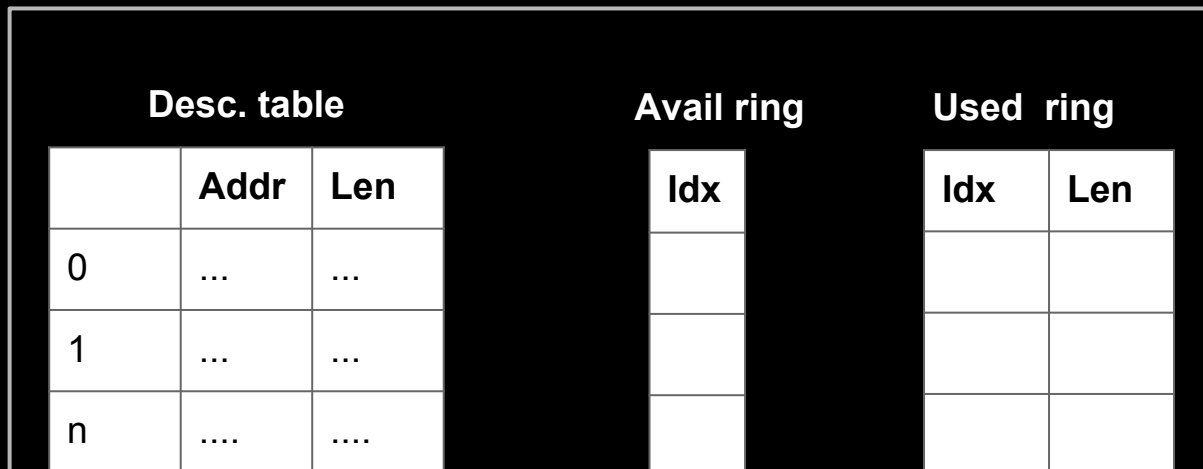 Desc. table
Avail ring
Used  ring
Addr Len
Idx
Idx Len
0 ... ...
1 ... ...
n .... ....